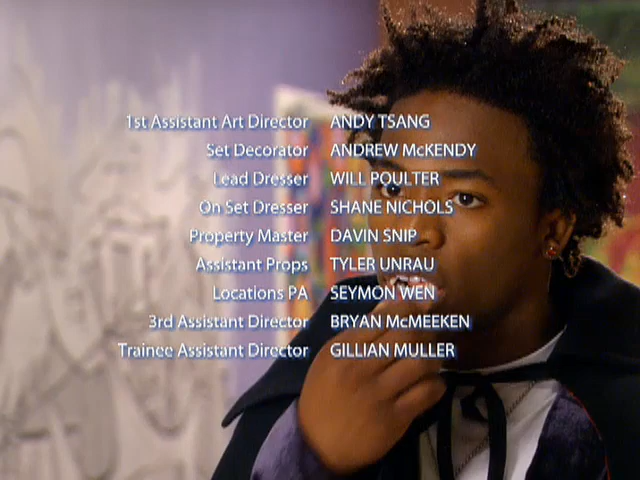 1st Assistant Art Director ANDY TSANG
Set Decorator ANDREW McKENDY
Lead Dresser WILL POULTER
On Set Dresser SHANE NICHOLS
Property Master DAVIN SNIP
Assistant Props TYLER UNRAU
Locations PA SEYMON WEN
3rd Assistant Director BRYAN McMEEKEN
Trainee Assistant Director GILLIAN MULLER